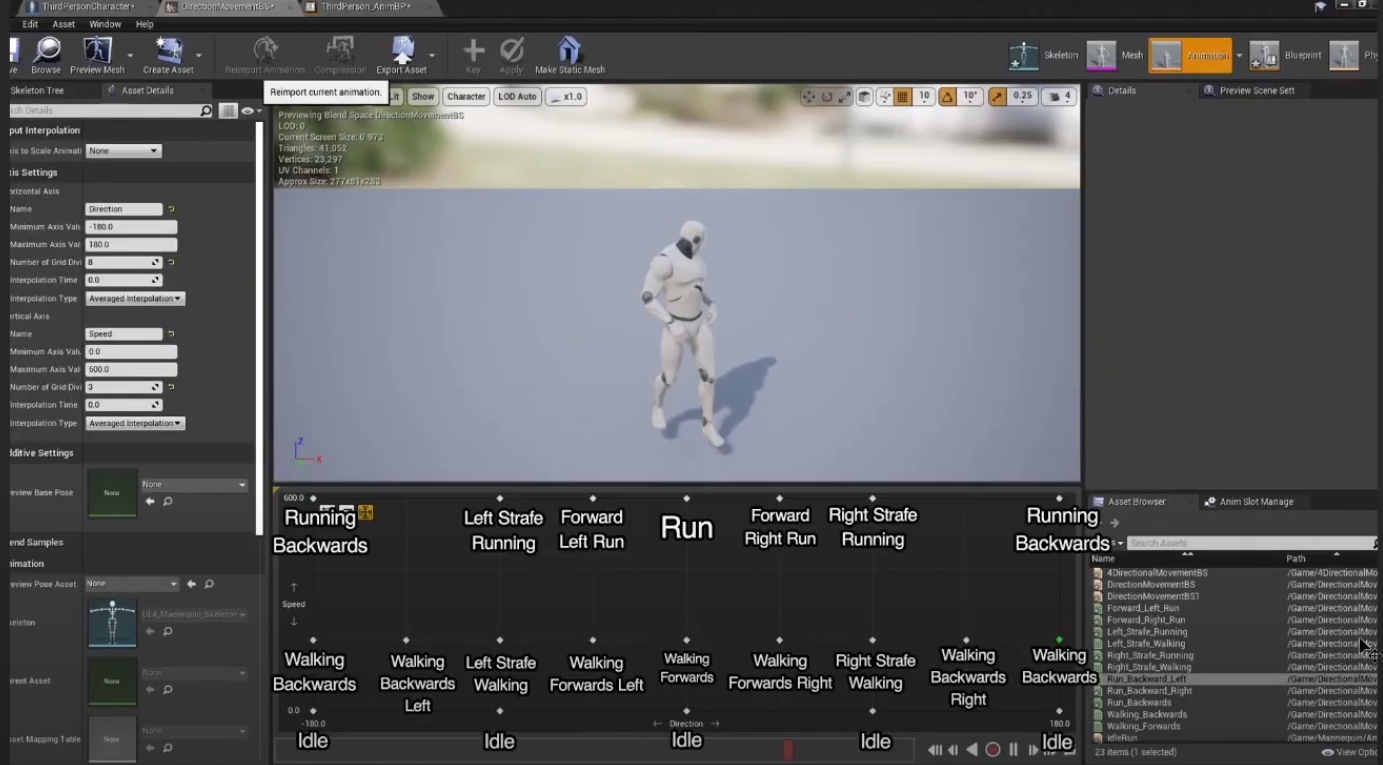 ThirdPersonCharacter*
DirectionMovementBS*
ThirdPerson_AnimBP*
Edit Asset Window Help
Browse Preview Mesh Create Asset Reimport Animation Compression Export Asset Key Apply Make Static Mesh
Skeleton Mesh Animation Blueprint
Skeleton Tree Asset Details
Reimport current animation.
Show Character LOD Auto x1.0
10 10° 0.25 4
Details Preview Scene Sett
Previewing Blend Space DirectionMovementBS
LOD: 0
Current Screen Size: 0.973
Triangles: 41,052
Vertices: 23,297
UV Channels: 1
Approx Size: 277x81x283
rch Details
put Interpolation
is to Scale Animati None
is Settings
rizontal Axis
Name Direction
Minimum Axis Valu -180.0
Maximum Axis Val 180.0
Number of Grid Divi 8
Interpolation Time 0.0
Interpolation Type Averaged Interpolation
ertical Axis
Name Speed
Minimum Axis Valu 0.0
Maximum Axis Val 600.0
Number of Grid Divi 3
Interpolation Time 0.0
Interpolation Type Averaged Interpolation
dditive Settings
review Base Pose None None
end Samples
nimation
review Pose Asset None
keleton UE4_Mannequin_Skeleton
arent Asset None None
sset Mapping Table None None
Z
X
600.0
Running
Backwards
Left Strafe
Running
Forward
Left Run
Run
Forward
Right Run
Right Strafe
Running
Running
Backwards
Speed
Walking
Backwards
Walking
Backwards
Left
Left Strafe
Walking
Walking
Forwards Left
Walking
Forwards
Walking
Forwards Right
Right Strafe
Walking
Walking
Backwards
Right
Walking
Backwards
0.0
-180.0 Direction 180.0
Idle Idle Idle Idle Idle
Asset Browser Anim Slot Manage
Search Assets
Name Path
4DirectionalMovementBS /Game/4DirectionalMo
DirectionMovementBS /Game/DirectionalMov
DirectionMovementBS1 /Game/DirectionalMov
Forward_Left_Run /Game/DirectionalMov
Forward_Right_Run /Game/DirectionalMov
Left_Strafe_Running /Game/DirectionalMov
Left_Strafe_Walking /Game/DirectionalMov
Right_Strafe_Running /Game/DirectionalMov
Right_Strafe_Walking /Game/DirectionalMov
Run_Backward_Left /Game/DirectionalMov
Run_Backward_Right /Game/DirectionalMov
Run_Backwards /Game/DirectionalMov
Walking_Backwards /Game/DirectionalMov
Walking_Forwards /Game/DirectionalMov
IdleRun /Game/Mannequin/An
23 items (1 selected) View Optio